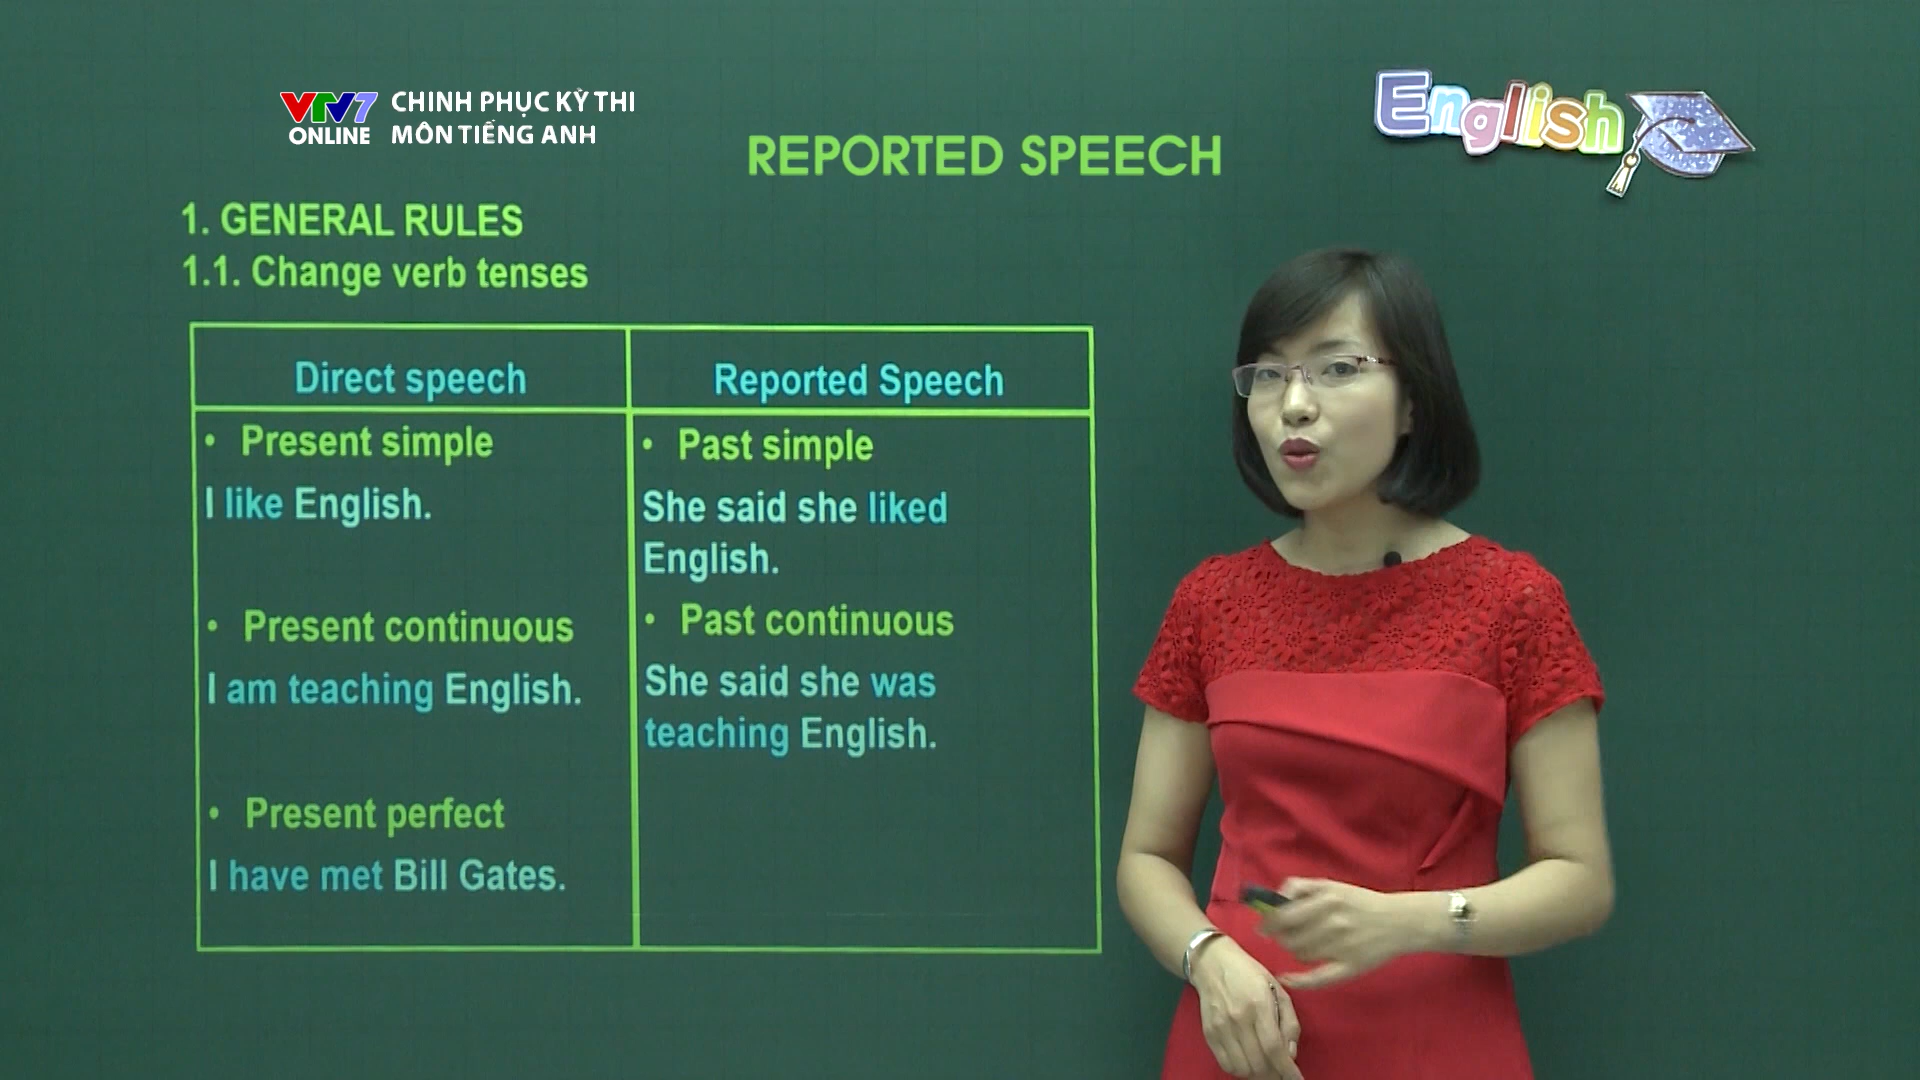 VTV7
ONLINE
CHINH PHỤC KỲ THI
MÔN TIẾNG ANH
English
REPORTED SPEECH
1. GENERAL RULES
1.1. Change verb tenses
Direct speech
Reported Speech
• Present simple
I like English.
• Past simple
She said she liked
English.
• Present continuous
I am teaching English.
• Past continuous
She said she was
teaching English.
• Present perfect
I have met Bill Gates.